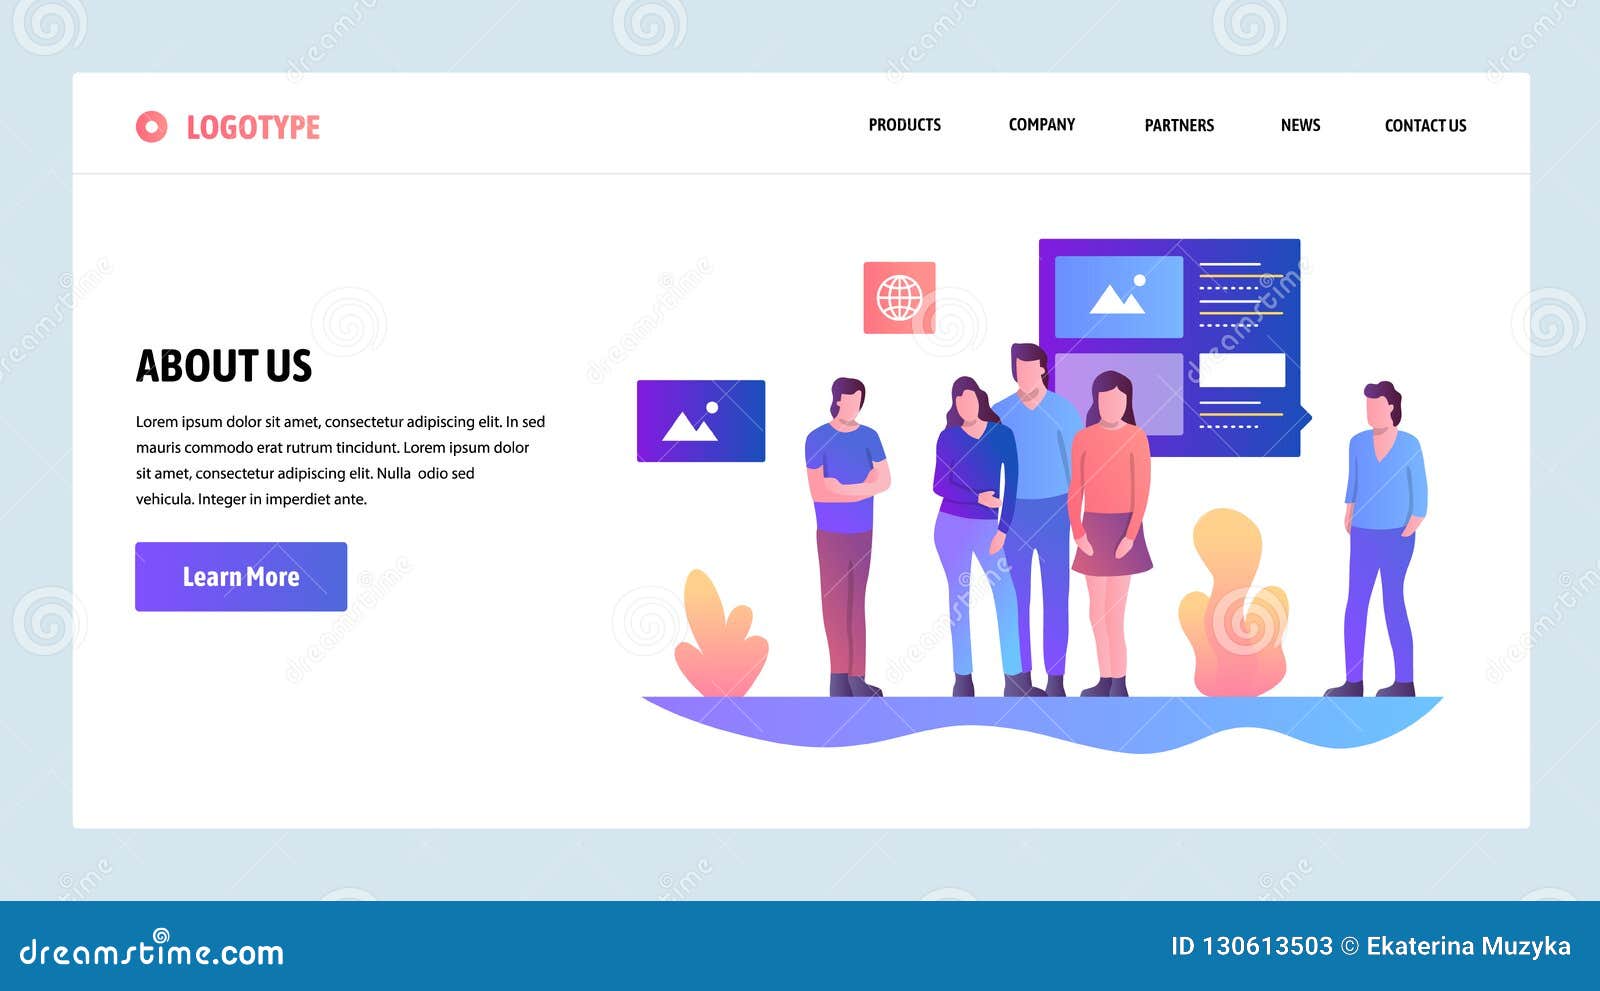 LOGOTYPE
PRODUCTS
COMPANY
PARTNERS
NEWS
CONTACT US
ABOUT US
Lorem ipsum dolor sit amet, consectetur adipiscing elit. In sed
mauris commodo erat rutrum tincidunt. Lorem ipsum dolor
sit amet, consectetur adipiscing elit. Nulla odio sed
vehicula. Integer in imperdiet ante.
Learn More
dreamstime.com
ID 130613503 © Ekaterina Muzyka